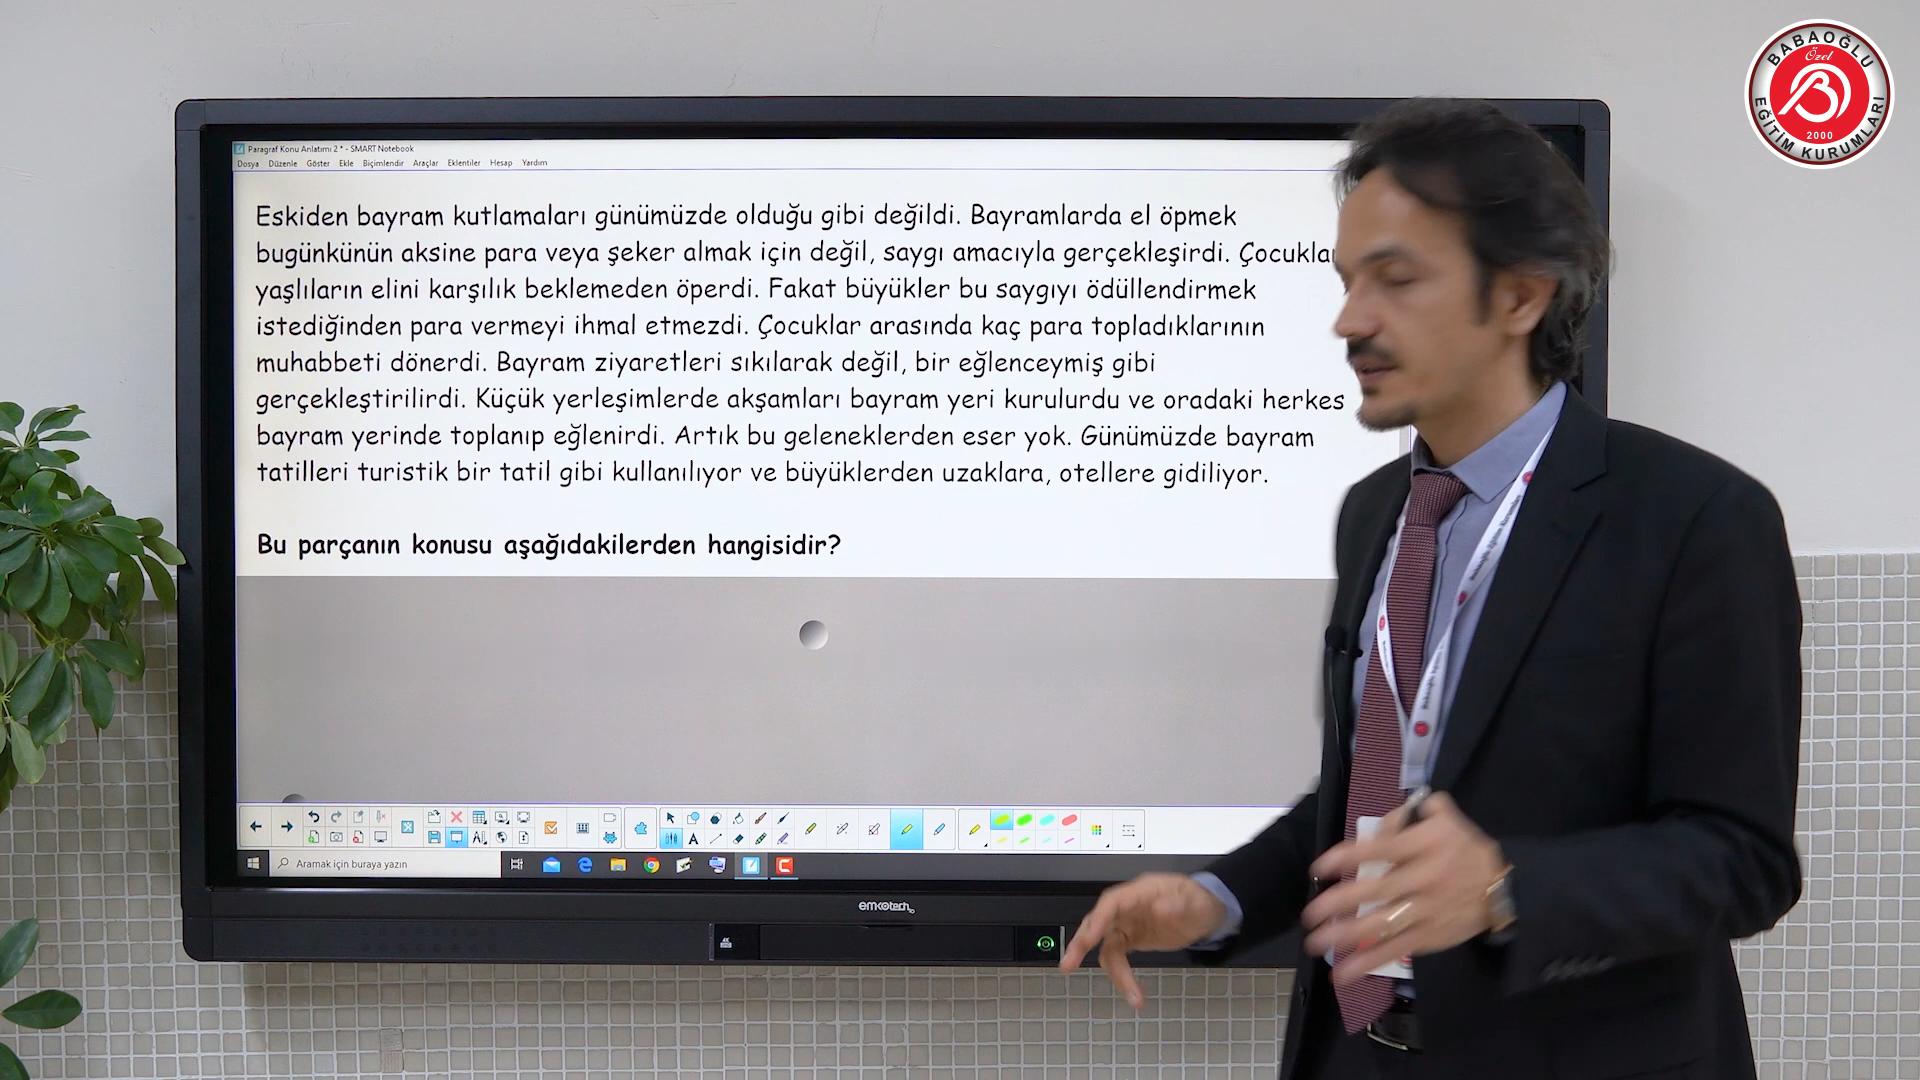 BABAOĞLU
Özel
B
2000
EĞİTİM KURUMLARI
Paragraf Konu Anlatımı 2 * - SMART Notebook
Dosya Düzenle Göster Ekle Biçimlendir Araçlar Eklentiler Hesap Yardım
Eskiden bayram kutlamaları günümüzde olduğu gibi değildi. Bayramlarda el öpmek
bugünkünün aksine para veya şeker almak için değil, saygı amacıyla gerçekleşirdi. Çocuklar
yaşlıların elini karşılık beklemeden öperdi. Fakat büyükler bu saygıyı ödüllendirmek
istediğinden para vermeyi ihmal etmezdi. Çocuklar arasında kaç para topladıklarının
muhabbeti dönerdi. Bayram ziyaretleri sıkılarak değil, bir eğlenceymiş gibi
gerçekleştirilirdi. Küçük yerleşimlerde akşamları bayram yeri kurulurdu ve oradaki herkes
bayram yerinde toplanıp eğlenirdi. Artık bu geleneklerden eser yok. Günümüzde bayram
tatilleri turistik bir tatil gibi kullanılıyor ve büyüklerden uzaklara, otellere gidiliyor.
Bu parçanın konusu aşağıdakilerden hangisidir?
Aramak için buraya yazın
emkotech